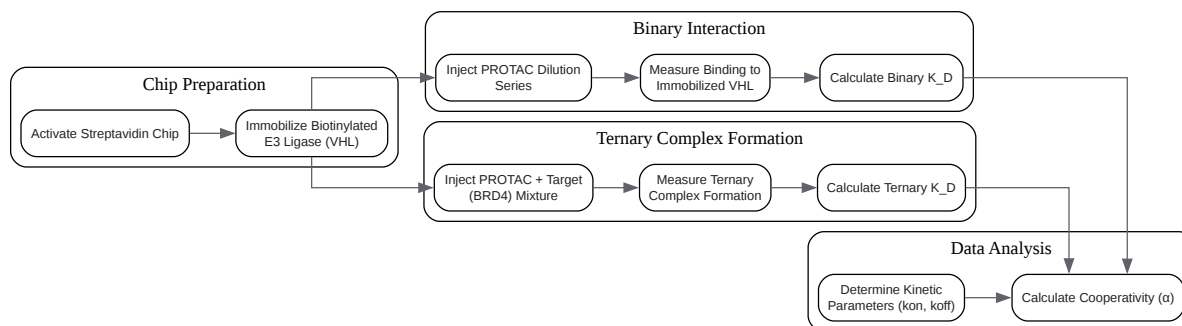 Chip Preparation
Activate Streptavidin Chip
Immobilize Biotinylated
E3 Ligase (VHL)
Binary Interaction
Inject PROTAC Dilution
Series
Measure Binding to
Immobilized VHL
Calculate Binary K_D
Ternary Complex Formation
Inject PROTAC + Target
(BRD4) Mixture
Measure Ternary
Complex Formation
Calculate Ternary K_D
Data Analysis
Determine Kinetic
Parameters (kon, koff)
Calculate Cooperativity (α)